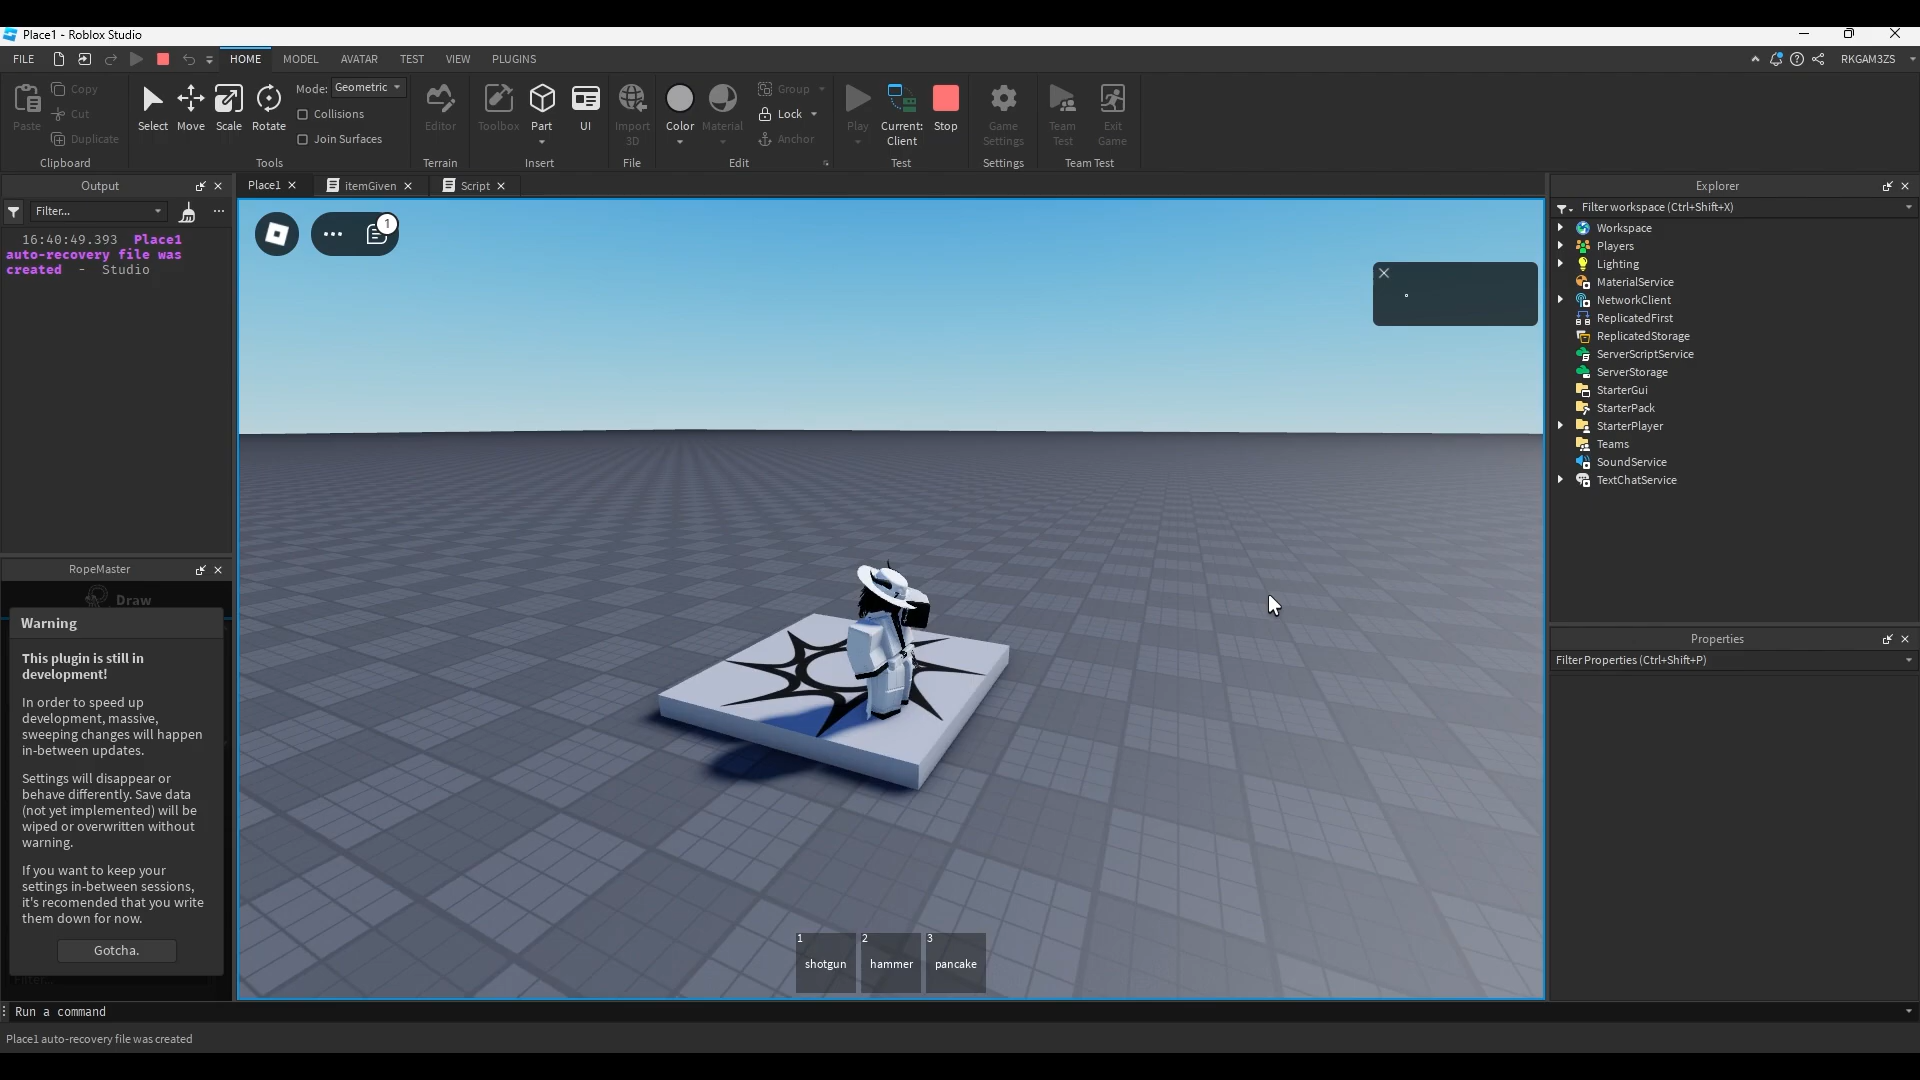 Place1 - Roblox Studio
FILE
HOME
MODEL
AVATAR
TEST
VIEW
PLUGINS
RKGAM3ZS
Paste
Copy
Cut
Duplicate
Clipboard
Select
Move
Scale
Rotate
Mode: Geometric
Collisions
Join Surfaces
Tools
Editor
Terrain
Toolbox
Part
UI
Insert
Import
3D
File
Color
Material
Group
Lock
Anchor
Edit
Play
Current:
Client
Stop
Test
Game
Settings
Settings
Team
Test
Exit
Game
Team Test
Output
Filter...
16:40:49.393 Place1
auto-recovery file was
created - Studio
RopeMaster
Draw
Warning
This plugin is still in
development!
In order to speed up
development, massive,
sweeping changes will happen
in-between updates.
Settings will disappear or
behave differently. Save data
(not yet implemented) will be
wiped or overwritten without
warning.
If you want to keep your
settings in-between sessions,
it's recomended that you write
them down for now.
Gotcha.
Place1
itemGiven
Script
1
1
shotgun
2
hammer
3
pancake
Explorer
Filter workspace (Ctrl+Shift+X)
Workspace
Players
Lighting
MaterialService
NetworkClient
ReplicatedFirst
ReplicatedStorage
ServerScriptService
ServerStorage
StarterGui
StarterPack
StarterPlayer
Teams
SoundService
TextChatService
Properties
Filter Properties (Ctrl+Shift+P)
Run a command
Place1 auto-recovery file was created